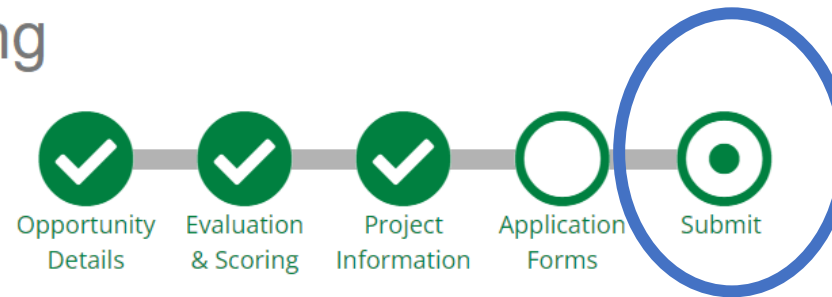 ng
Opportunity Details
Evaluation & Scoring
Project Information
Application Forms
Submit